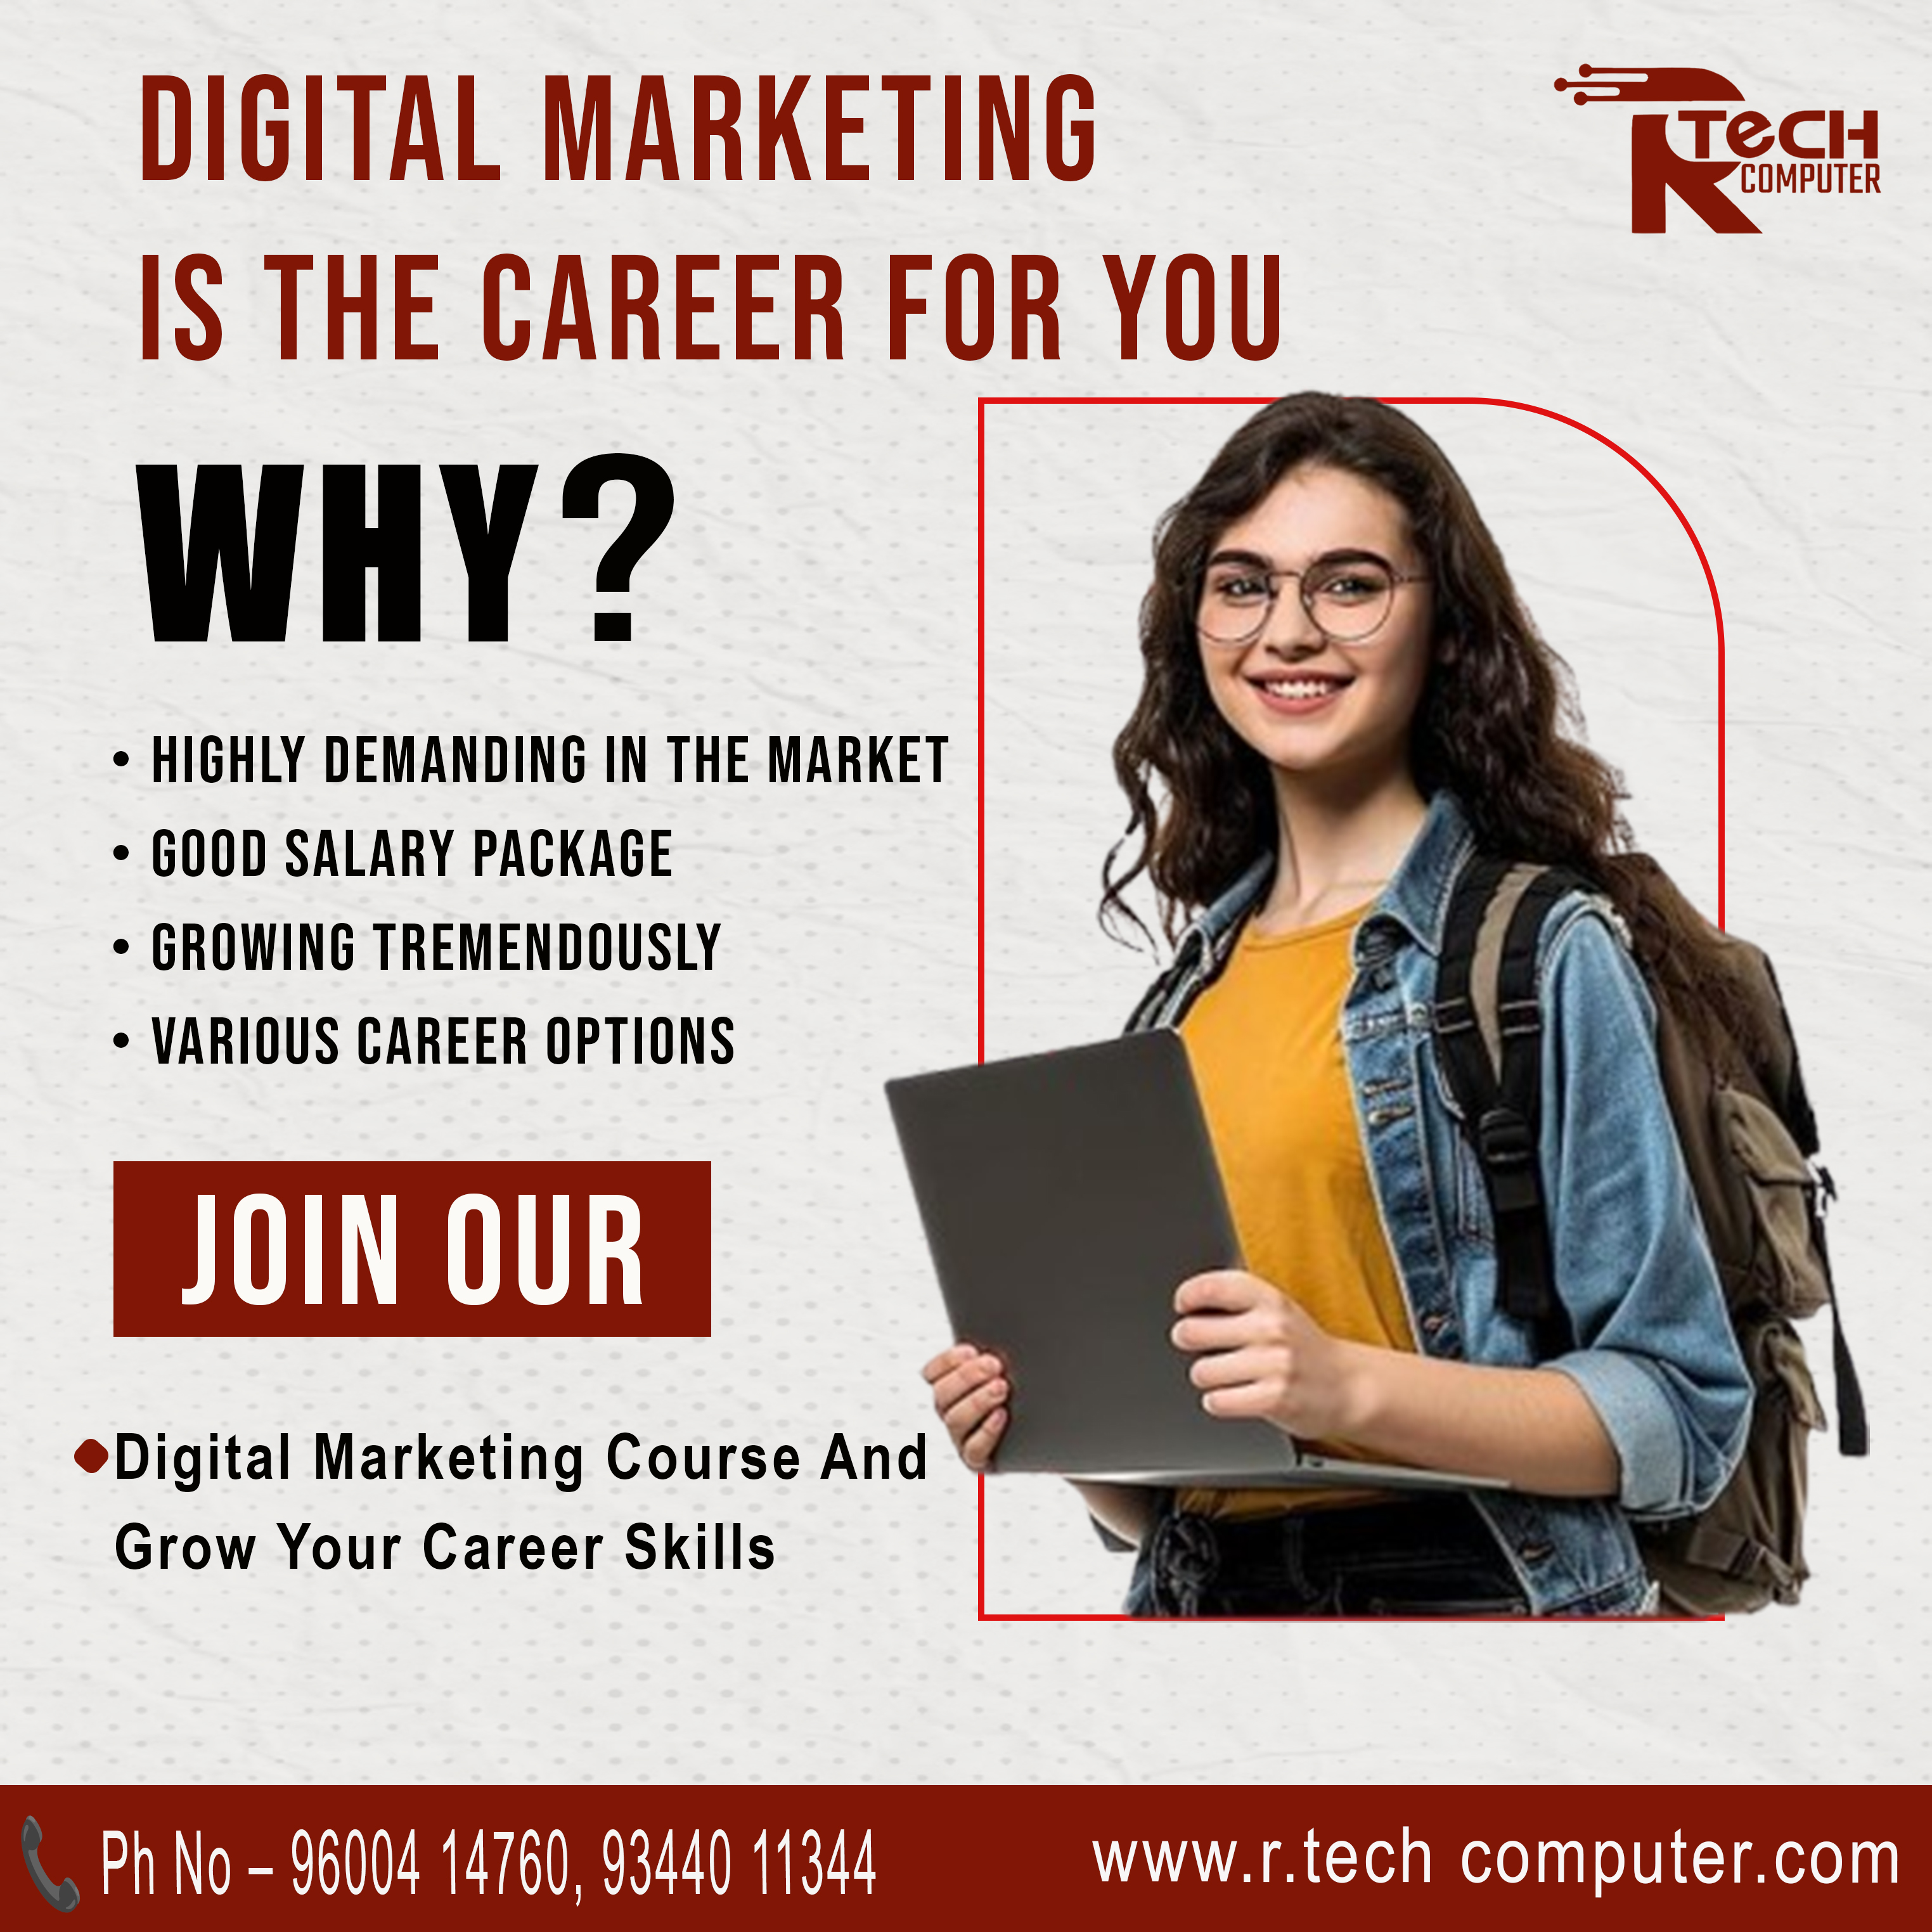 DIGITAL MARKETING
IS THE CAREER FOR YOU
R TECH
COMPUTER
WHY?
• HIGHLY DEMANDING IN THE MARKET
• GOOD SALARY PACKAGE
• GROWING TREMENDOUSLY
• VARIOUS CAREER OPTIONS
JOIN OUR
Digital Marketing Course And
Grow Your Career Skills
Ph No – 96004 14760, 93440 11344
www.r.tech computer.com